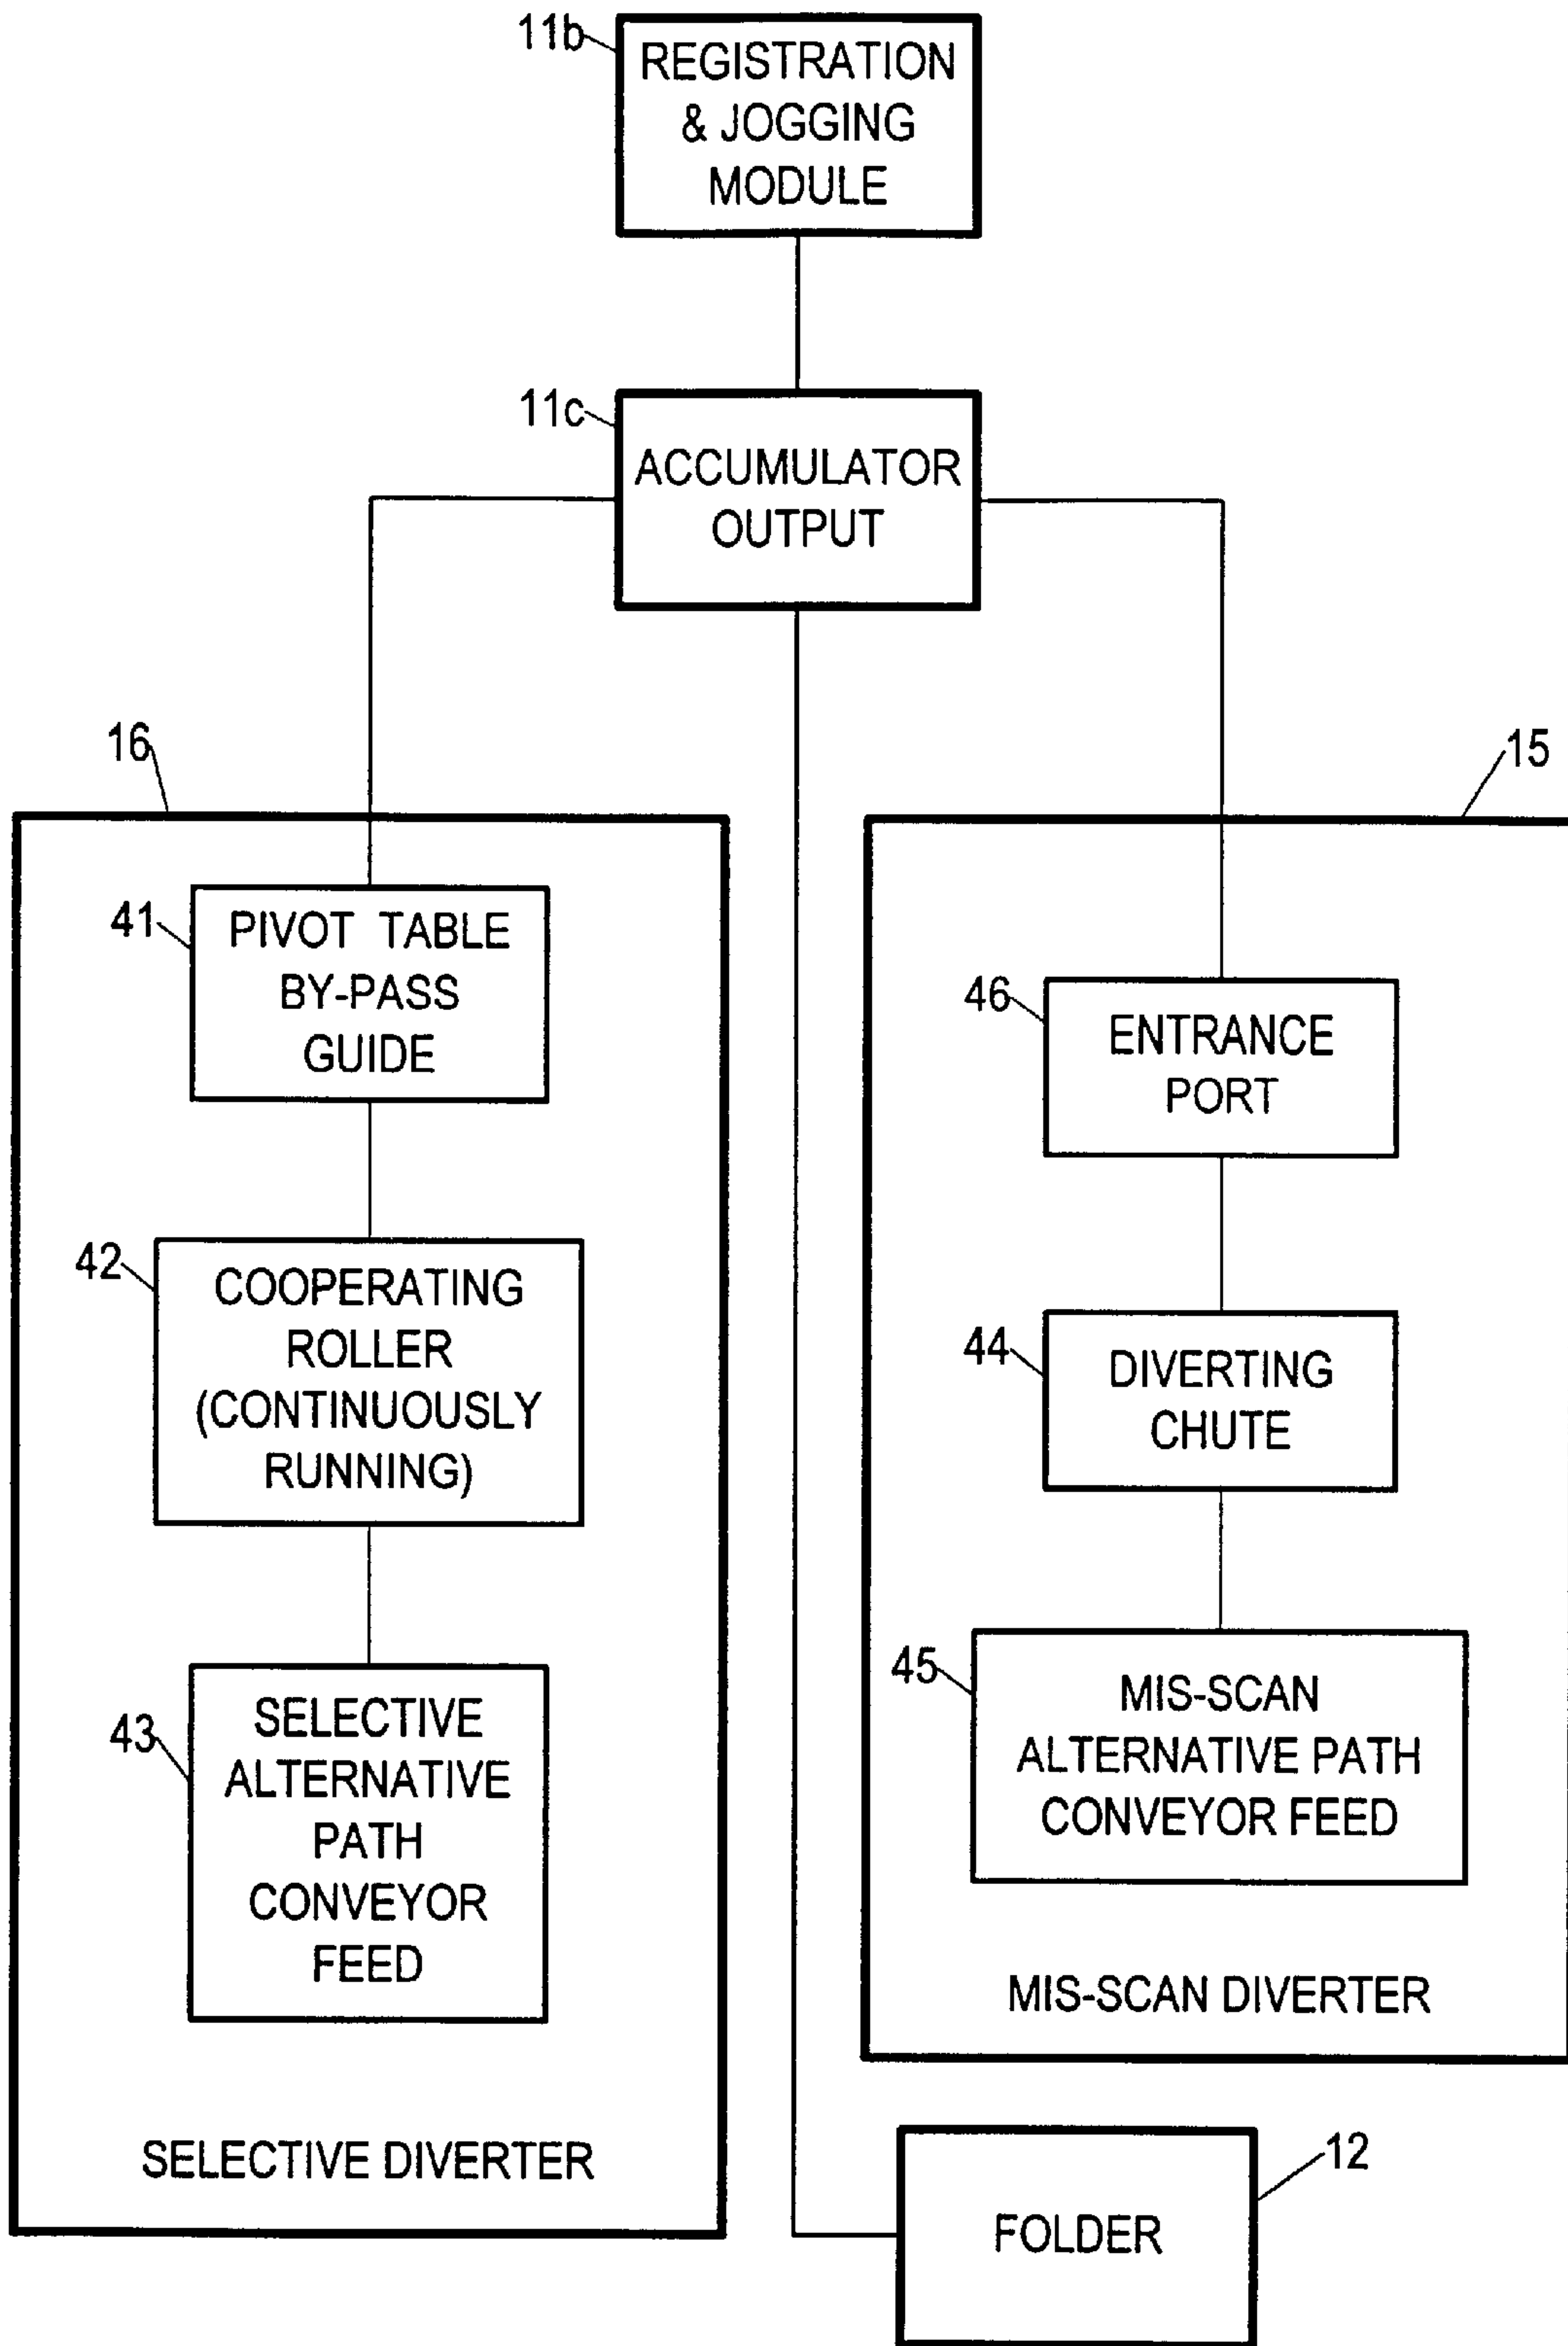 11b
REGISTRATION
& JOGGING
MODULE
11c
ACCUMULATOR
OUTPUT
16
41
PIVOT TABLE
BY-PASS
GUIDE
42
COOPERATING
ROLLER
(CONTINUOUSLY
RUNNING)
43
SELECTIVE
ALTERNATIVE
PATH
CONVEYOR
FEED
SELECTIVE DIVERTER
15
46
ENTRANCE
PORT
44
DIVERTING
CHUTE
45
MIS-SCAN
ALTERNATIVE PATH
CONVEYOR FEED
MIS-SCAN DIVERTER
12
FOLDER